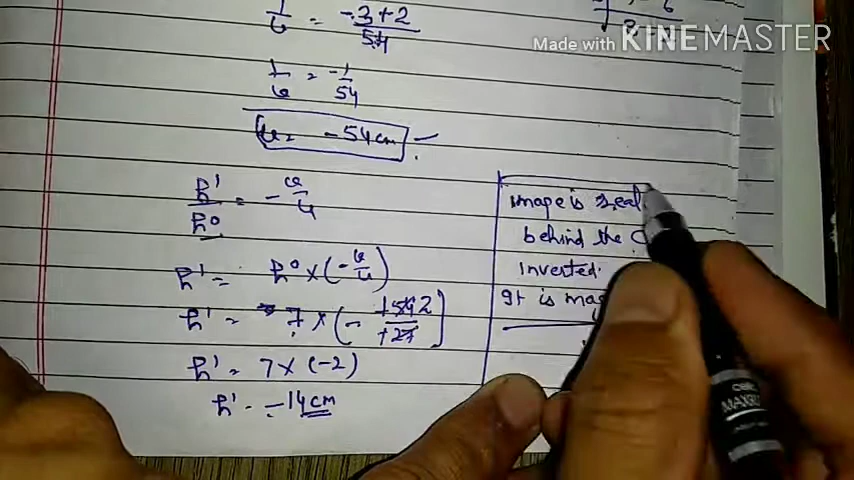 1/v = -3+2/54
Made with KINEMASTER
1/v = -1/54
v = -54cm
h'/h° = -v/u
h' = h° × (-v/u)
h' = 7 × (- +54 2/+27)
h' = 7 × (-2)
h' = -14cm
Image is real
behind the C
inverted.
It is mag